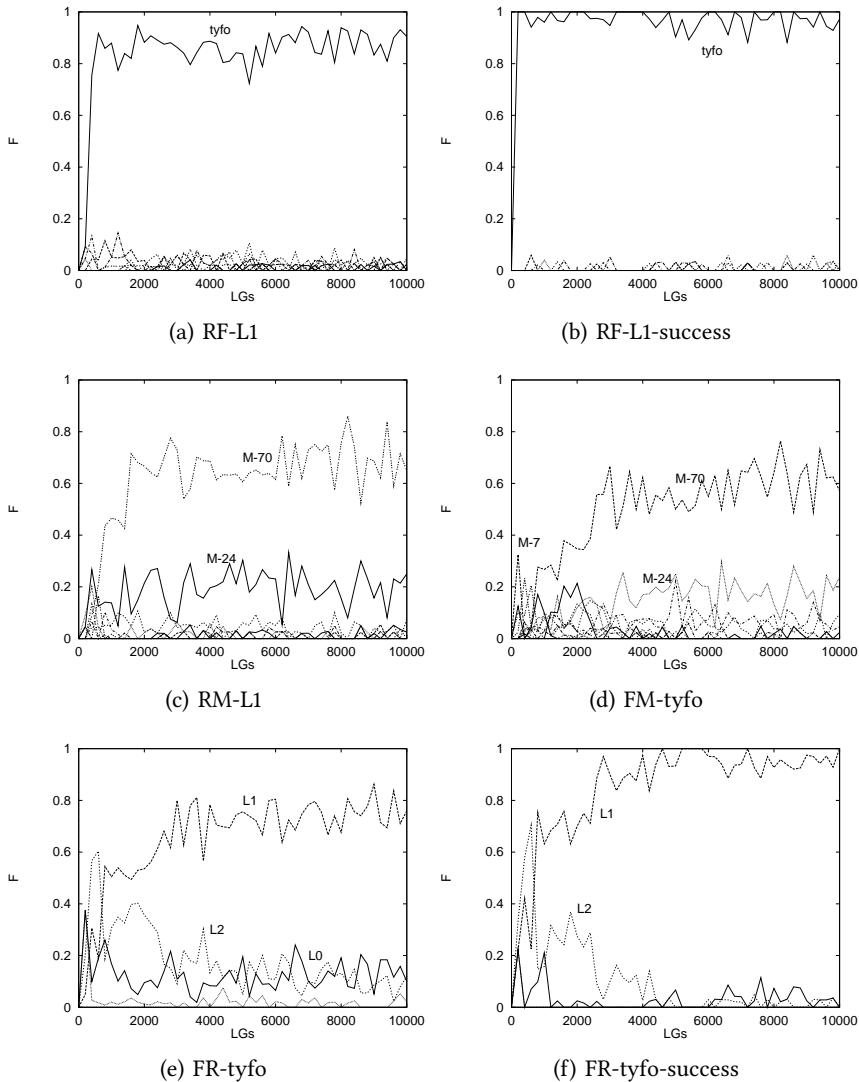 1
0.8
0.6
0.4
0.2
0
F
tyfo
0 2000 4000 6000 8000 10000
LGs
(a) RF-L1
1
0.8
0.6
0.4
0.2
0
F
tyfo
0 2000 4000 6000 8000 10000
LGs
(b) RF-L1-success
1
0.8
0.6
0.4
0.2
0
F
M-70
M-24
0 2000 4000 6000 8000 10000
LGs
(c) RM-L1
1
0.8
0.6
0.4
0.2
0
F
M-70
M-7
M-24
0 2000 4000 6000 8000 10000
LGs
(d) FM-tyfo
1
0.8
0.6
0.4
0.2
0
F
L1
L2
L0
0 2000 4000 6000 8000 10000
LGs
(e) FR-tyfo
1
0.8
0.6
0.4
0.2
0
F
L1
L2
0 2000 4000 6000 8000 10000
LGs
(f) FR-tyfo-success